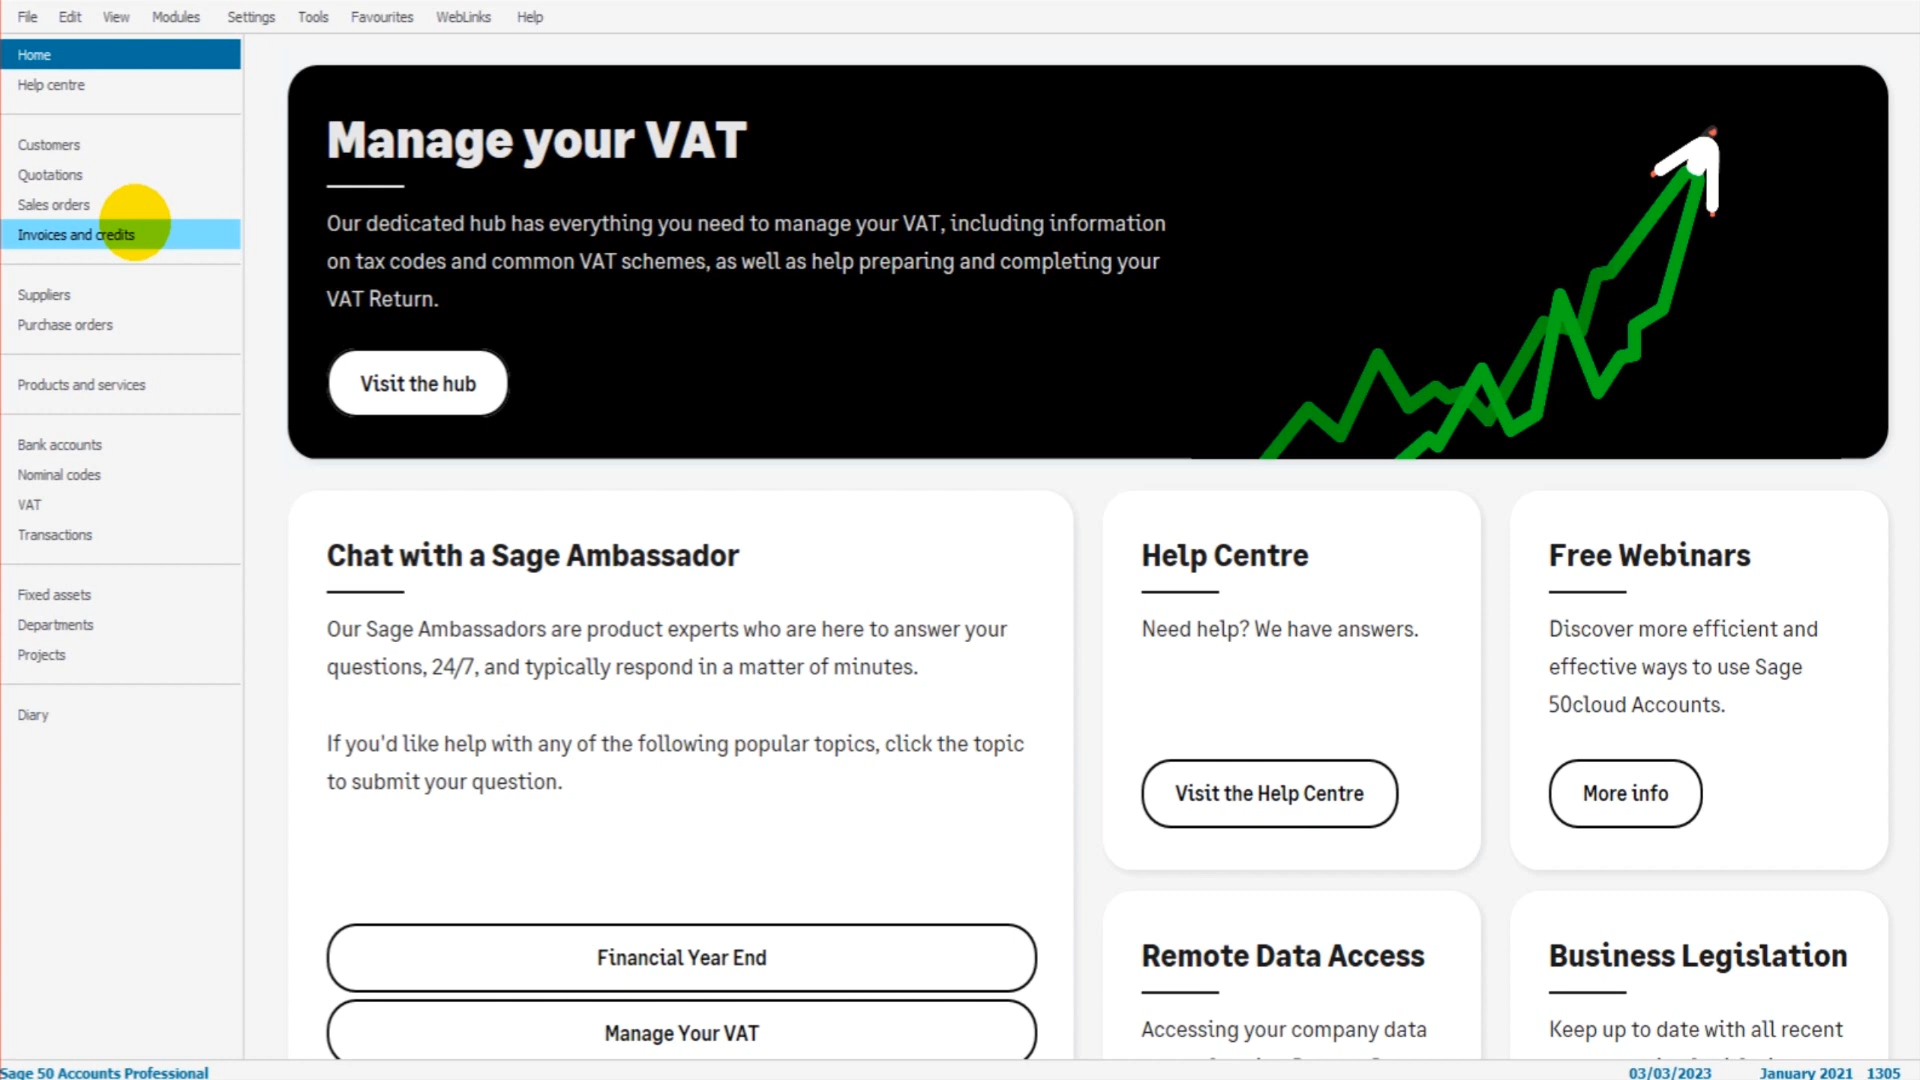 File Edit View Modules Settings Tools Favourites WebLinks Help
Home
Help centre
Customers
Quotations
Sales orders
Invoices and credits
Suppliers
Purchase orders
Products and services
Bank accounts
Nominal codes
VAT
Transactions
Fixed assets
Departments
Projects
Diary
Manage your VAT
Our dedicated hub has everything you need to manage your VAT, including information
on tax codes and common VAT schemes, as well as help preparing and completing your
VAT Return.
Visit the hub
Chat with a Sage Ambassador
Our Sage Ambassadors are product experts who are here to answer your
questions, 24/7, and typically respond in a matter of minutes.
If you'd like help with any of the following popular topics, click the topic
to submit your question.
Financial Year End
Manage Your VAT
Help Centre
Need help? We have answers.
Visit the Help Centre
Free Webinars
Discover more efficient and
effective ways to use Sage
50cloud Accounts.
More info
Remote Data Access
Accessing your company data
Business Legislation
Keep up to date with all recent
Sage 50 Accounts Professional
03/03/2023 January 2021 1305